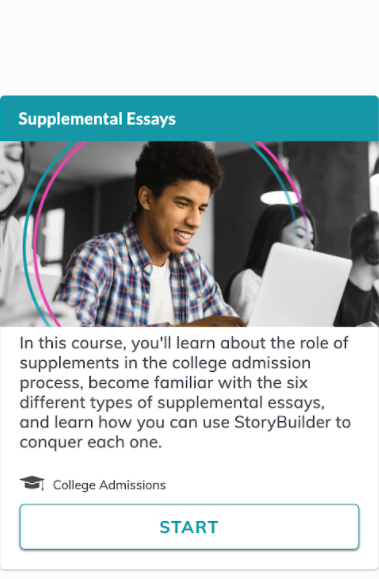 Supplemental Essays
In this course, you'll learn about the role of
supplements in the college admission
process, become familiar with the six
different types of supplemental essays,
and learn how you can use StoryBuilder to
conquer each one.
College Admissions
START